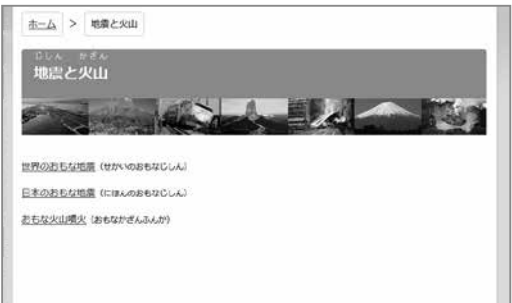 ホーム > 地震と火山
じしん かざん
地震と火山
世界のおもな地震 (せかいのおもなじしん)
日本のおもな地震 (にほんのおもなじしん)
おもな火山噴火 (おもなかざんふんか)